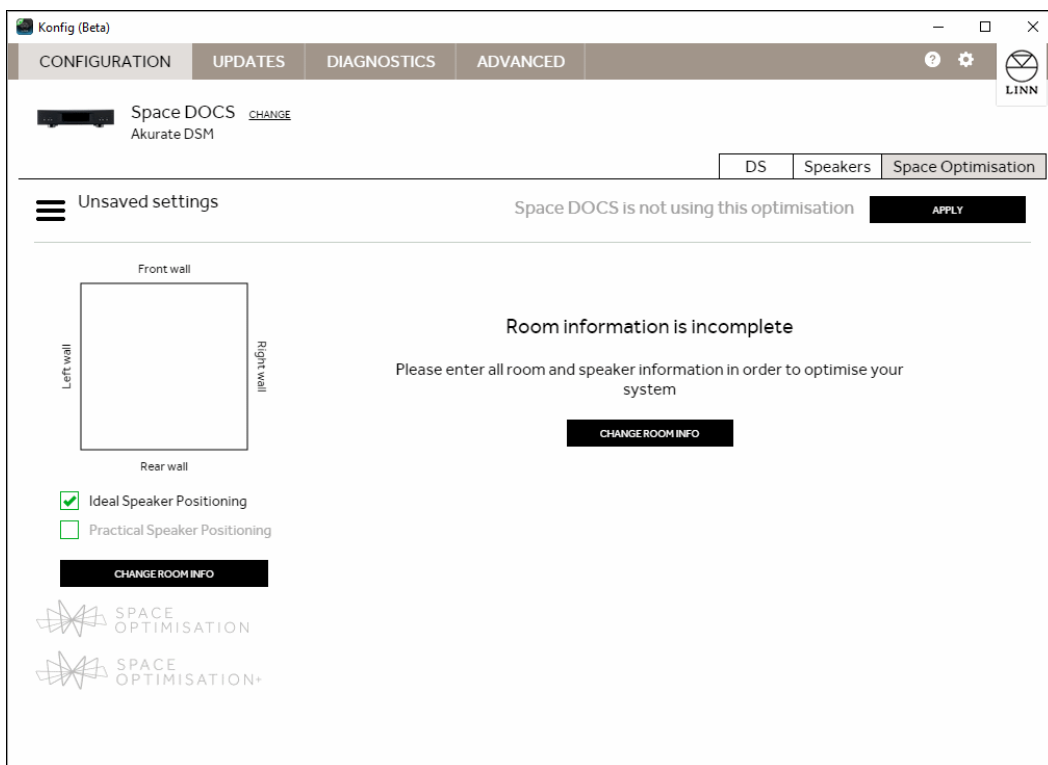 Konfig (Beta)
CONFIGURATION UPDATES DIAGNOSTICS ADVANCED ?
LINN
Space DOCS CHANGE
Akurate DSM
DS Speakers Space Optimisation
Unsaved settings Space DOCS is not using this optimisation APPLY
Front wall
Left wall
Right wall
Rear wall
Room information is incomplete
Please enter all room and speaker information in order to optimise your
system
CHANGE ROOM INFO
Ideal Speaker Positioning
Practical Speaker Positioning
CHANGE ROOM INFO
SPACE
OPTIMISATION
SPACE
OPTIMISATION+